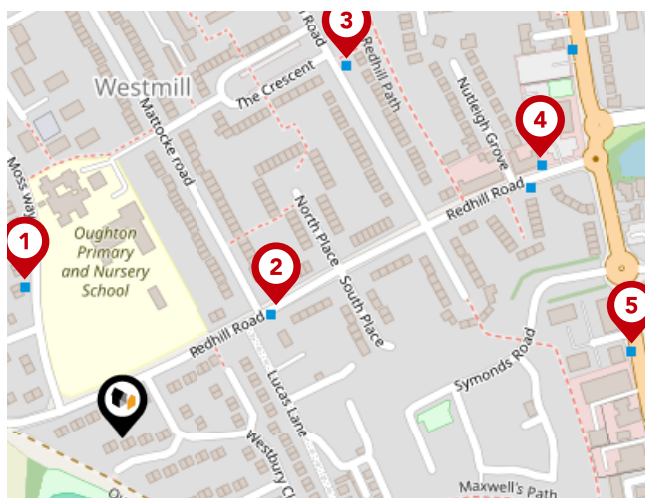 3
Road
Redhill Path
Westmill
The Crescent
Nutleigh Grove
Mattocke road
4
Moss way
Redhill Road
1
Oughton
Primary
and Nursery
School
North Place
2
South Place
5
Redhill Road
Symonds Road
Lucas Lane
Westbury Cl
Maxwell's Path